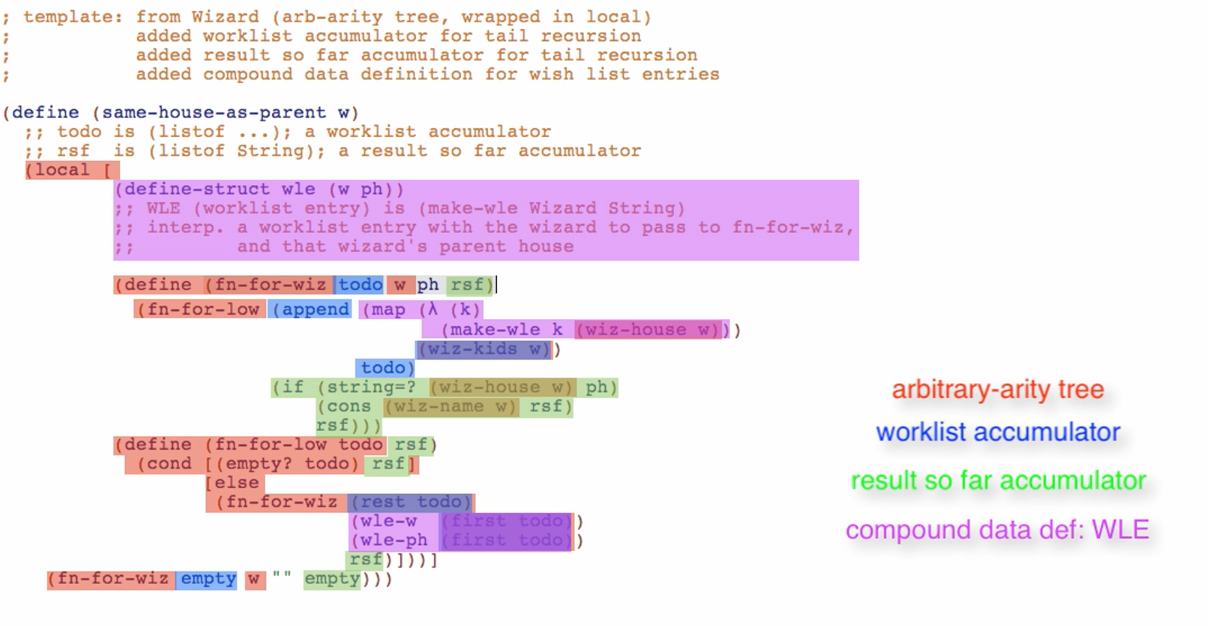 ; template: from Wizard (arb-arity tree, wrapped in local)
;           added worklist accumulator for tail recursion
;           added result so far accumulator for tail recursion
;           added compound data definition for wish list entries
(define (same-house-as-parent w)
  ;; todo is (listof ...); a worklist accumulator
  ;; rsf  is (listof String); a result so far accumulator
  (local [
          (define-struct wle (w ph))
          ;; WLE (worklist entry) is (make-wle Wizard String)
          ;; interp. a worklist entry with the wizard to pass to fn-for-wiz,
          ;;         and that wizard's parent house
          (define (fn-for-wiz todo w ph rsf)
            (fn-for-low (append (map (λ (k)
                                       (make-wle k (wiz-house w)))
                                     (wiz-kids w))
                                todo)
                        (if (string=? (wiz-house w) ph)
                            (cons (wiz-name w) rsf)
                            rsf)))
          (define (fn-for-low todo rsf)
            (cond [(empty? todo) rsf]
                  [else
                   (fn-for-wiz (rest todo)
                               (wle-w  (first todo))
                               (wle-ph (first todo))
                               rsf)]))]
    (fn-for-wiz empty w "" empty)))
arbitrary-arity tree
worklist accumulator
result so far accumulator
compound data def: WLE